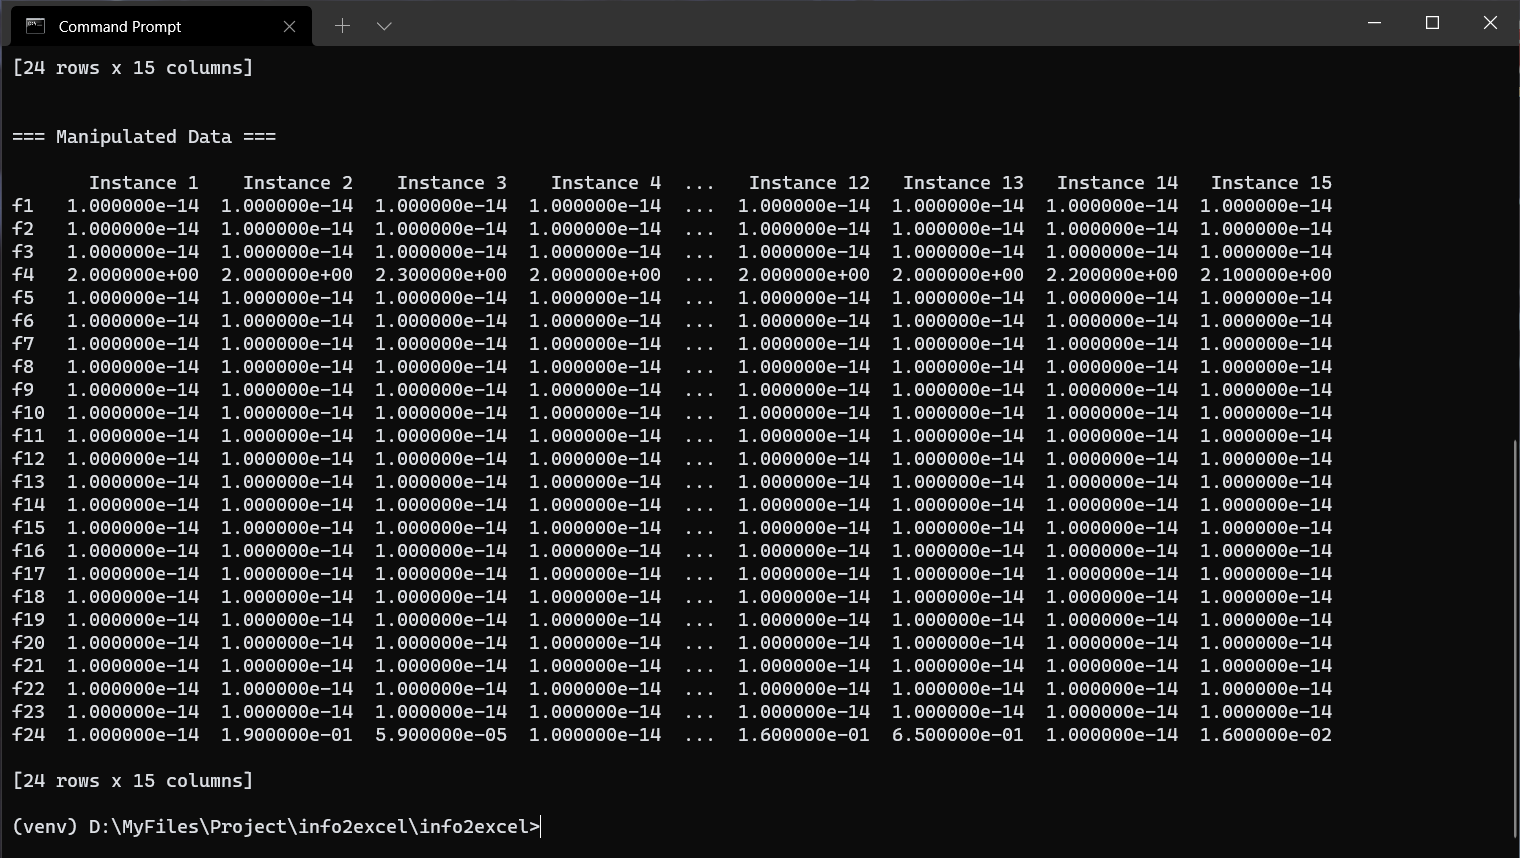 Command Prompt
[24 rows x 15 columns]
=== Manipulated Data ===
Instance 1 Instance 2 Instance 3 Instance 4 ... Instance 12 Instance 13 Instance 14 Instance 15
f1 1.000000e-14 1.000000e-14 1.000000e-14 1.000000e-14 ... 1.000000e-14 1.000000e-14 1.000000e-14 1.000000e-14
f2 1.000000e-14 1.000000e-14 1.000000e-14 1.000000e-14 ... 1.000000e-14 1.000000e-14 1.000000e-14 1.000000e-14
f3 1.000000e-14 1.000000e-14 1.000000e-14 1.000000e-14 ... 1.000000e-14 1.000000e-14 1.000000e-14 1.000000e-14
f4 2.000000e+00 2.000000e+00 2.300000e+00 2.000000e+00 ... 2.000000e+00 2.000000e+00 2.200000e+00 2.100000e+00
f5 1.000000e-14 1.000000e-14 1.000000e-14 1.000000e-14 ... 1.000000e-14 1.000000e-14 1.000000e-14 1.000000e-14
f6 1.000000e-14 1.000000e-14 1.000000e-14 1.000000e-14 ... 1.000000e-14 1.000000e-14 1.000000e-14 1.000000e-14
f7 1.000000e-14 1.000000e-14 1.000000e-14 1.000000e-14 ... 1.000000e-14 1.000000e-14 1.000000e-14 1.000000e-14
f8 1.000000e-14 1.000000e-14 1.000000e-14 1.000000e-14 ... 1.000000e-14 1.000000e-14 1.000000e-14 1.000000e-14
f9 1.000000e-14 1.000000e-14 1.000000e-14 1.000000e-14 ... 1.000000e-14 1.000000e-14 1.000000e-14 1.000000e-14
f10 1.000000e-14 1.000000e-14 1.000000e-14 1.000000e-14 ... 1.000000e-14 1.000000e-14 1.000000e-14 1.000000e-14
f11 1.000000e-14 1.000000e-14 1.000000e-14 1.000000e-14 ... 1.000000e-14 1.000000e-14 1.000000e-14 1.000000e-14
f12 1.000000e-14 1.000000e-14 1.000000e-14 1.000000e-14 ... 1.000000e-14 1.000000e-14 1.000000e-14 1.000000e-14
f13 1.000000e-14 1.000000e-14 1.000000e-14 1.000000e-14 ... 1.000000e-14 1.000000e-14 1.000000e-14 1.000000e-14
f14 1.000000e-14 1.000000e-14 1.000000e-14 1.000000e-14 ... 1.000000e-14 1.000000e-14 1.000000e-14 1.000000e-14
f15 1.000000e-14 1.000000e-14 1.000000e-14 1.000000e-14 ... 1.000000e-14 1.000000e-14 1.000000e-14 1.000000e-14
f16 1.000000e-14 1.000000e-14 1.000000e-14 1.000000e-14 ... 1.000000e-14 1.000000e-14 1.000000e-14 1.000000e-14
f17 1.000000e-14 1.000000e-14 1.000000e-14 1.000000e-14 ... 1.000000e-14 1.000000e-14 1.000000e-14 1.000000e-14
f18 1.000000e-14 1.000000e-14 1.000000e-14 1.000000e-14 ... 1.000000e-14 1.000000e-14 1.000000e-14 1.000000e-14
f19 1.000000e-14 1.000000e-14 1.000000e-14 1.000000e-14 ... 1.000000e-14 1.000000e-14 1.000000e-14 1.000000e-14
f20 1.000000e-14 1.000000e-14 1.000000e-14 1.000000e-14 ... 1.000000e-14 1.000000e-14 1.000000e-14 1.000000e-14
f21 1.000000e-14 1.000000e-14 1.000000e-14 1.000000e-14 ... 1.000000e-14 1.000000e-14 1.000000e-14 1.000000e-14
f22 1.000000e-14 1.000000e-14 1.000000e-14 1.000000e-14 ... 1.000000e-14 1.000000e-14 1.000000e-14 1.000000e-14
f23 1.000000e-14 1.000000e-14 1.000000e-14 1.000000e-14 ... 1.000000e-14 1.000000e-14 1.000000e-14 1.000000e-14
f24 1.000000e-14 1.900000e-01 5.900000e-05 1.000000e-14 ... 1.600000e-01 6.500000e-01 1.000000e-14 1.600000e-02
[24 rows x 15 columns]
(venv) D:\MyFiles\Project\info2excel\info2excel>